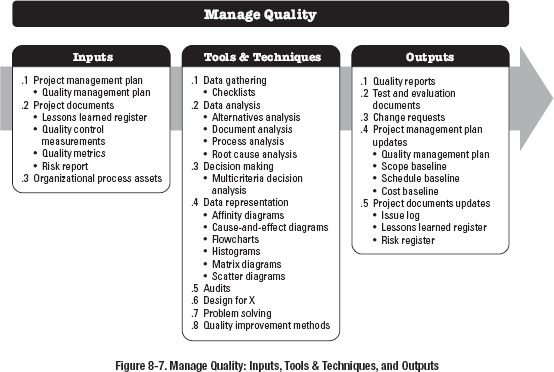 Manage Quality
Inputs
.1 Project management plan
• Quality management plan
.2 Project documents
• Lessons learned register
• Quality control
measurements
• Quality metrics
• Risk report
.3 Organizational process assets
Tools & Techniques
.1 Data gathering
• Checklists
.2 Data analysis
• Alternatives analysis
• Document analysis
• Process analysis
• Root cause analysis
.3 Decision making
• Multicriteria decision
analysis
.4 Data representation
• Affinity diagrams
• Cause-and-effect diagrams
• Flowcharts
• Histograms
• Matrix diagrams
• Scatter diagrams
.5 Audits
.6 Design for X
.7 Problem solving
.8 Quality improvement methods
Outputs
.1 Quality reports
.2 Test and evaluation
documents
.3 Change requests
.4 Project management plan
updates
• Quality management plan
• Scope baseline
• Schedule baseline
• Cost baseline
.5 Project documents updates
• Issue log
• Lessons learned register
• Risk register
Figure 8-7. Manage Quality: Inputs, Tools & Techniques, and Outputs